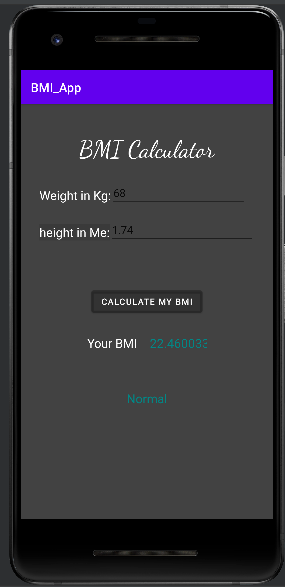 BMI_App
BMI Calculator
Weight in Kg: 68
height in Me: 1.74
CALCULATE MY BMI
Your BMI 22.460033
Normal